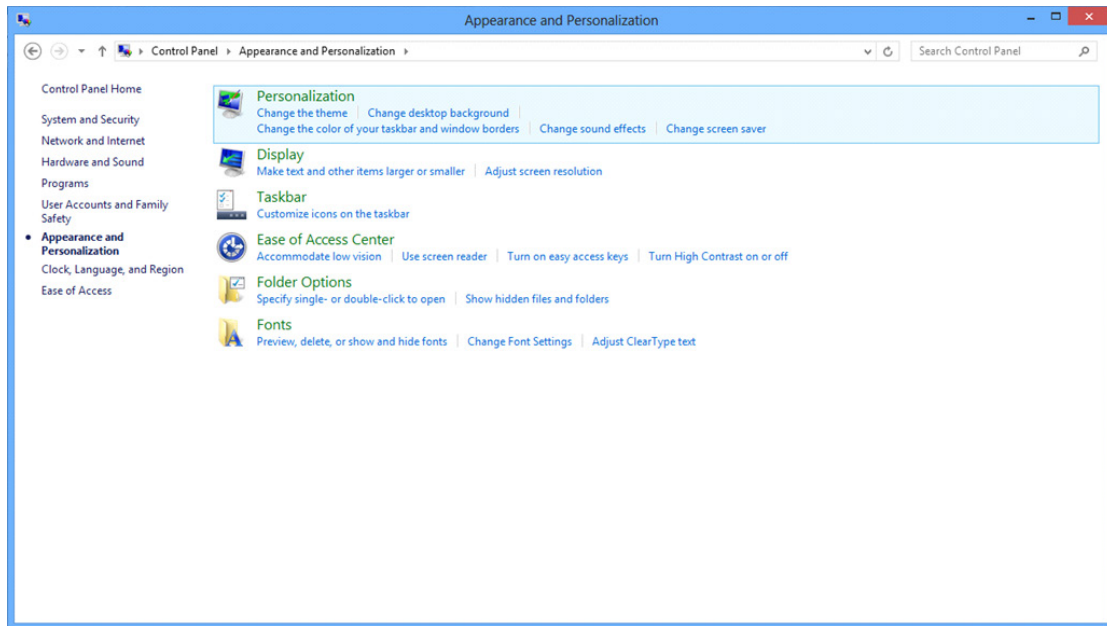 Appearance and Personalization
Control Panel Appearance and Personalization
Search Control Panel
Control Panel Home
System and Security
Network and Internet
Hardware and Sound
Programs
User Accounts and Family
Safety
Appearance and
Personalization
Clock, Language, and Region
Ease of Access
Personalization
Change the theme Change desktop background
Change the color of your taskbar and window borders Change sound effects Change screen saver
Display
Make text and other items larger or smaller Adjust screen resolution
Taskbar
Customize icons on the taskbar
Ease of Access Center
Accommodate low vision Use screen reader Turn on easy access keys Turn High Contrast on or off
Folder Options
Specify single- or double-click to open Show hidden files and folders
Fonts
Preview, delete, or show and hide fonts Change Font Settings Adjust ClearType text